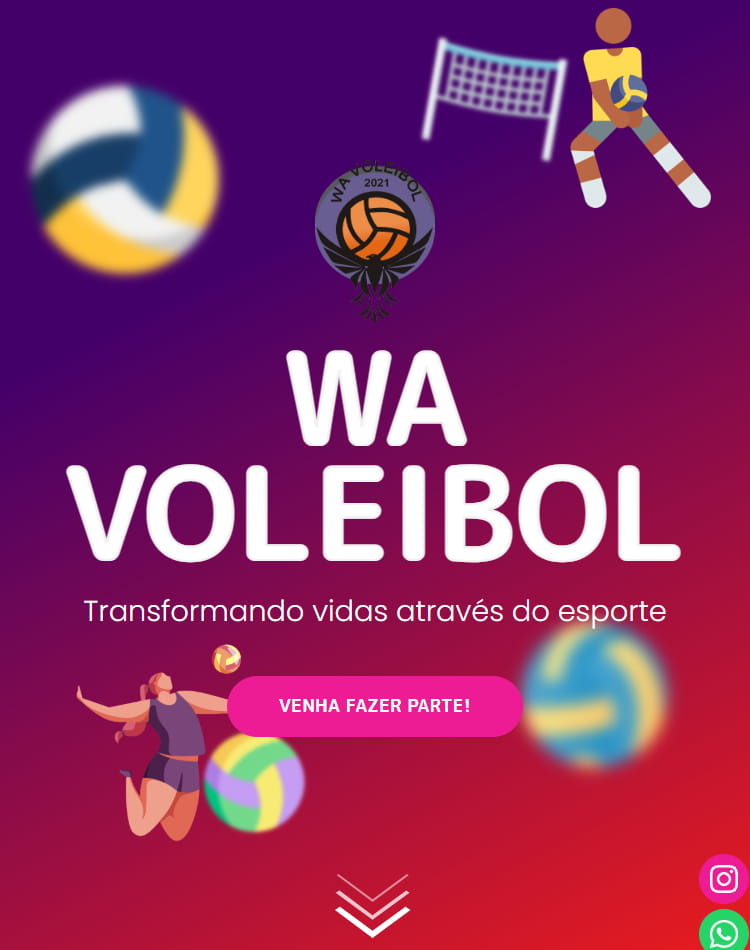 WA VOLEIBOL
2021
WA
VOLEIBOL
Transformando vidas através do esporte
VENHA FAZER PARTE!